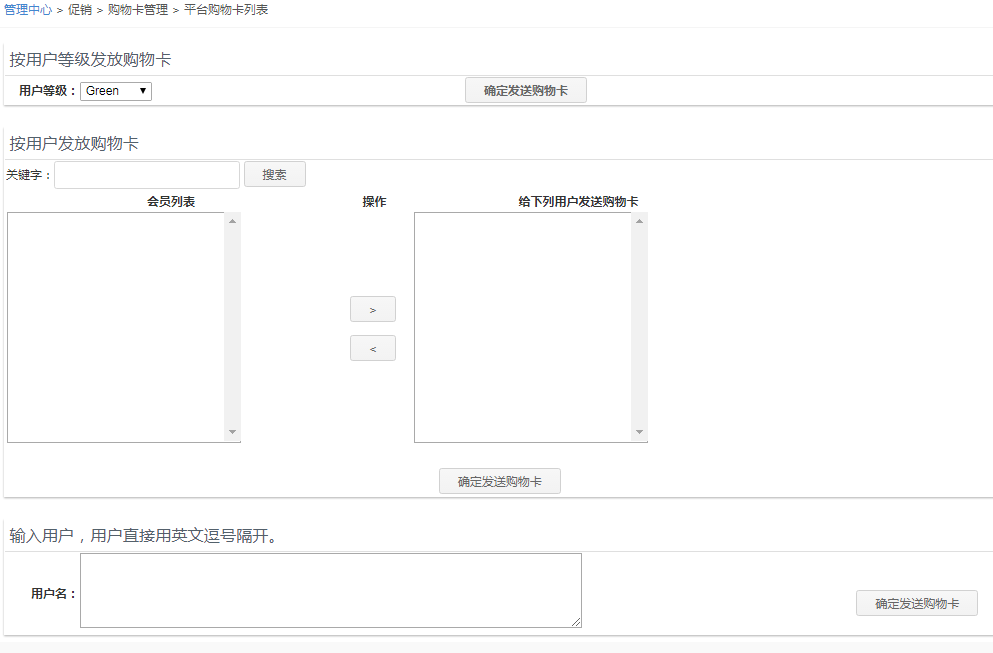 管理中心 > 促销 > 购物卡管理 > 平台购物卡列表
按用户等级发放购物卡
用户等级： Green 确定发送购物卡
按用户发放购物卡
关键字： 搜索
会员列表 操作 给下列用户发送购物卡
>
<
确定发送购物卡
输入用户，用户直接用英文逗号隔开。
用户名： 确定发送购物卡